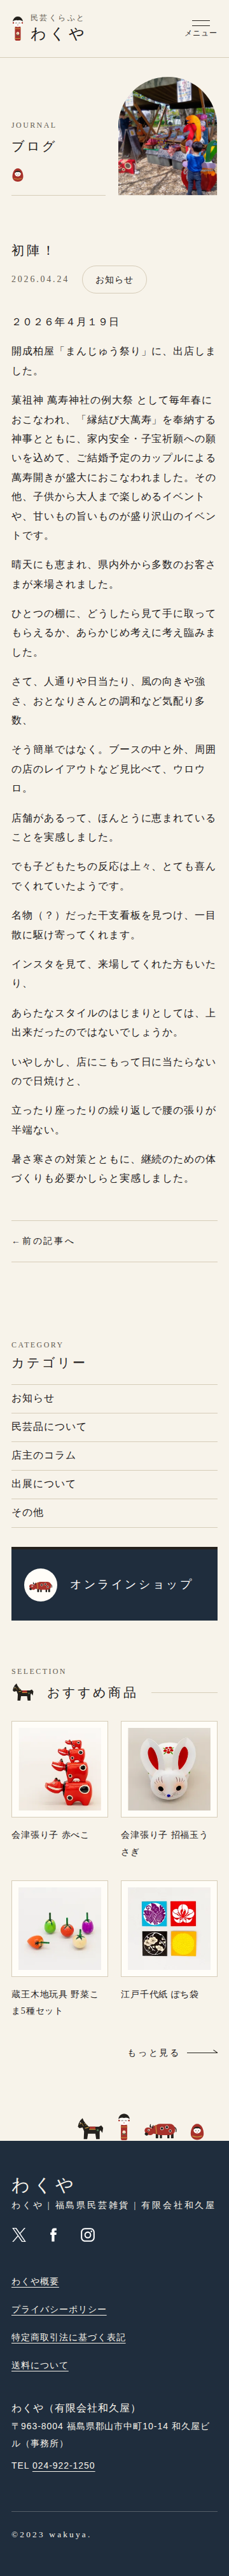 民芸くらふと
わくや
メニュー
JOURNAL
ブログ
初陣！
2026.04.24
お知らせ
２０２６年４月１９日
開成柏屋「まんじゅう祭り」に、出店しま
した。
菓祖神 萬寿神社の例大祭 として毎年春に
おこなわれ、「縁結び大萬寿」を奉納する
神事とともに、家内安全・子宝祈願への願
いを込めて、ご結婚予定のカップルによる
萬寿開きが盛大におこなわれました。その
他、子供から大人まで楽しめるイベント
や、甘いもの旨いものが盛り沢山のイベン
トです。
晴天にも恵まれ、県内外から多数のお客さ
まが来場されました。
ひとつの棚に、どうしたら見て手に取って
もらえるか、あらかじめ考えに考え臨みま
した。
さて、人通りや日当たり、風の向きや強
さ、おとなりさんとの調和など気配り多
数、
そう簡単ではなく。ブースの中と外、周囲
の店のレイアウトなど見比べて、ウロウ
ロ。
店舗があるって、ほんとうに恵まれている
ことを実感しました。
でも子どもたちの反応は上々、とても喜ん
でくれていたようです。
名物（？）だった干支看板を見つけ、一目
散に駆け寄ってくれます。
インスタを見て、来場してくれた方もいた
り、
あらたなスタイルのはじまりとしては、上
出来だったのではないでしょうか。
いやしかし、店にこもって日に当たらない
ので日焼けと、
立ったり座ったりの繰り返しで腰の張りが
半端ない。
暑さ寒さの対策とともに、継続のための体
づくりも必要かしらと実感しました。
←前の記事へ
CATEGORY
カテゴリー
お知らせ
民芸品について
店主のコラム
出展について
その他
オンラインショップ
SELECTION
おすすめ商品
会津張り子 赤べこ
会津張り子 招福玉う
さぎ
蔵王木地玩具 野菜こ
ま5種セット
江戸千代紙 ぽち袋
もっと見る
わくや
わくや｜福島県民芸雑貨｜有限会社和久屋
わくや概要
プライバシーポリシー
特定商取引法に基づく表記
送料について
わくや（有限会社和久屋）
〒963-8004 福島県郡山市中町10-14 和久屋ビ
ル（事務所）
TEL 024-922-1250
©2023 wakuya.